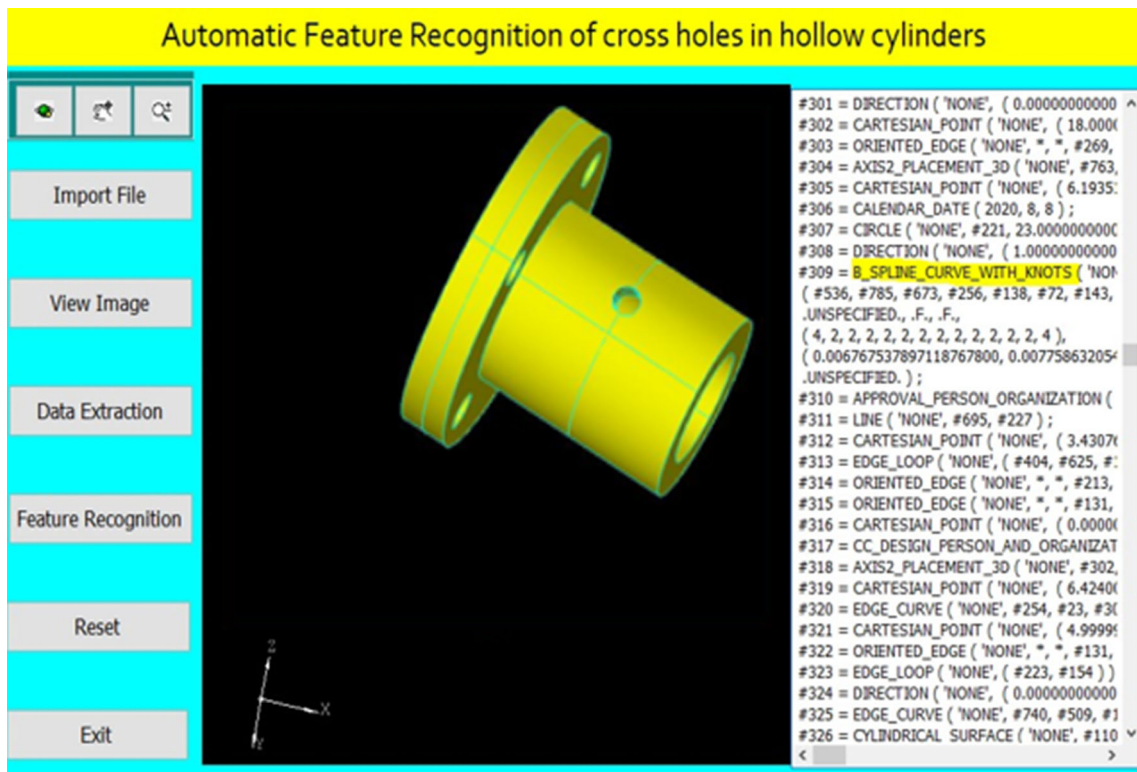 Automatic Feature Recognition of cross holes in hollow cylinders
Import File
View Image
Data Extraction
Feature Recognition
Reset
Exit
Z
X
Y
#301 = DIRECTION ( 'NONE', ( 0.00000000000
#302 = CARTESIAN_POINT ( 'NONE', ( 18.000(
#303 = ORIENTED_EDGE ( 'NONE', *, *, #269,
#304 = AXIS2_PLACEMENT_3D ( 'NONE', #763,
#305 = CARTESIAN_POINT ( 'NONE', ( 6.1935
#306 = CALENDAR_DATE ( 2020, 8, 8 ) ;
#307 = CIRCLE ( 'NONE', #221, 23.0000000000
#308 = DIRECTION ( 'NONE', ( 1.00000000000
#309 = B_SPLINE_CURVE_WITH_KNOTS ( 'NON
( #536, #785, #673, #256, #138, #72, #143,
.UNSPECIFIED., .F., .F.,
( 4, 2, 2, 2, 2, 2, 2, 2, 2, 2, 2, 2, 2, 4 ),
( 0.006767537897118767800, 0.00775863205
.UNSPECIFIED. ) ;
#310 = APPROVAL_PERSON_ORGANIZATION (
#311 = LINE ( 'NONE', #695, #227 ) ;
#312 = CARTESIAN_POINT ( 'NONE', ( 3.4307
#313 = EDGE_LOOP ( 'NONE', ( #404, #625, #
#314 = ORIENTED_EDGE ( 'NONE', *, *, #213,
#315 = ORIENTED_EDGE ( 'NONE', *, *, #131,
#316 = CARTESIAN_POINT ( 'NONE', ( 0.0000
#317 = CC_DESIGN_PERSON_AND_ORGANIZAT
#318 = AXIS2_PLACEMENT_3D ( 'NONE', #302,
#319 = CARTESIAN_POINT ( 'NONE', ( 6.4240
#320 = EDGE_CURVE ( 'NONE', #254, #23, #3
#321 = CARTESIAN_POINT ( 'NONE', ( 4.9999
#322 = ORIENTED_EDGE ( 'NONE', *, *, #131,
#323 = EDGE_LOOP ( 'NONE', ( #223, #154 ) )
#324 = DIRECTION ( 'NONE', ( 0.00000000000
#325 = EDGE_CURVE ( 'NONE', #740, #509, #1
#326 = CYLINDRICAL_SURFACE ( 'NONE', #110